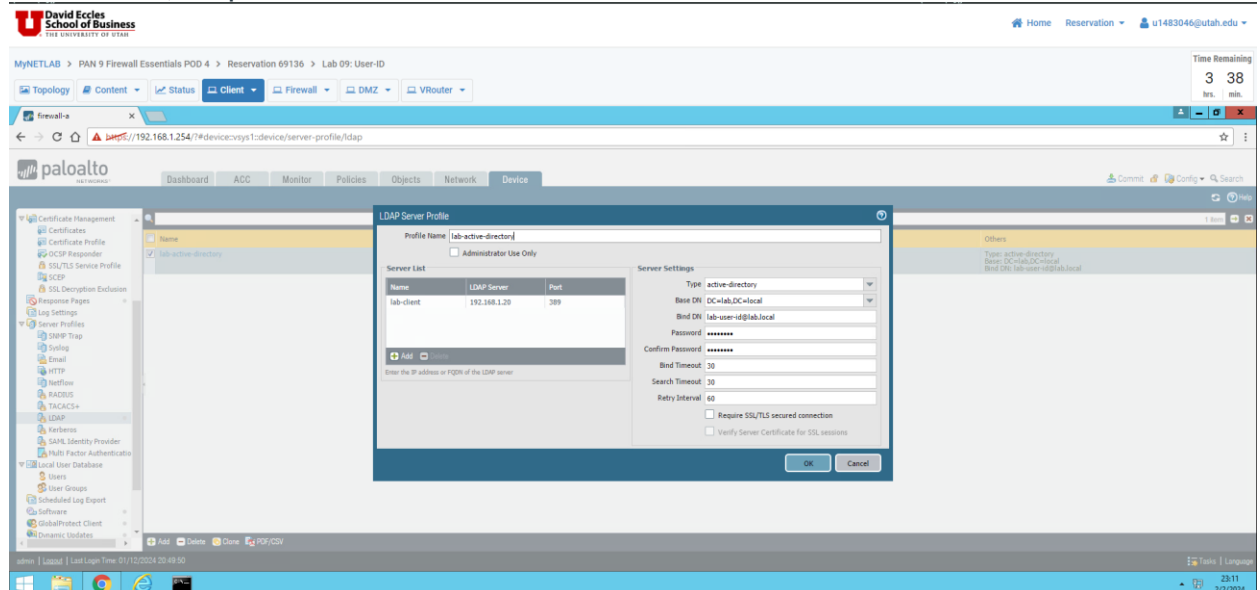 David Eccles
School of Business
THE UNIVERSITY OF UTAH
Home Reservation u1483046@utah.edu
MyNETLAB > PAN 9 Firewall Essentials POD 4 > Reservation 69136 > Lab 09: User-ID
Time Remaining
3 38
hrs. min.
Topology Content Status Client Firewall DMZ VRouter
firewall-a
https://192.168.1.254/?#device::vsys1::device/server-profile/ldap
paloalto
NETWORKS
Dashboard ACC Monitor Policies Objects Network Device
Commit Config Search
Help
Certificate Management
Certificates
Certificate Profile
OCSP Responder
SSL/TLS Service Profile
SCEP
SSL Decryption Exclusion
Response Pages
Log Settings
Server Profiles
SNMP Trap
Syslog
Email
HTTP
Netflow
RADIUS
TACACS+
LDAP
Kerberos
SAML Identity Provider
Multi Factor Authenticatio
Local User Database
Users
User Groups
Scheduled Log Export
Software
GlobalProtect Client
Dynamic Updates
1 item
Name
Others
lab-active-directory
Type: active-directory
Base: DC=lab,DC=local
Bind DN: lab-user-id@lab.local
LDAP Server Profile
Profile Name lab-active-directory
Administrator Use Only
Server List
Name LDAP Server Port
lab-client 192.168.1.20 389
Add Delete
Enter the IP address or FQDN of the LDAP server
Server Settings
Type active-directory
Base DN DC=lab,DC=local
Bind DN lab-user-id@lab.local
Password ••••••••
Confirm Password ••••••••
Bind Timeout 30
Search Timeout 30
Retry Interval 60
Require SSL/TLS secured connection
Verify Server Certificate for SSL sessions
OK Cancel
Add Delete Clone PDF/CSV
admin | Logout | Last Login Time: 01/12/2024 20:49:50
Tasks | Language
23:11